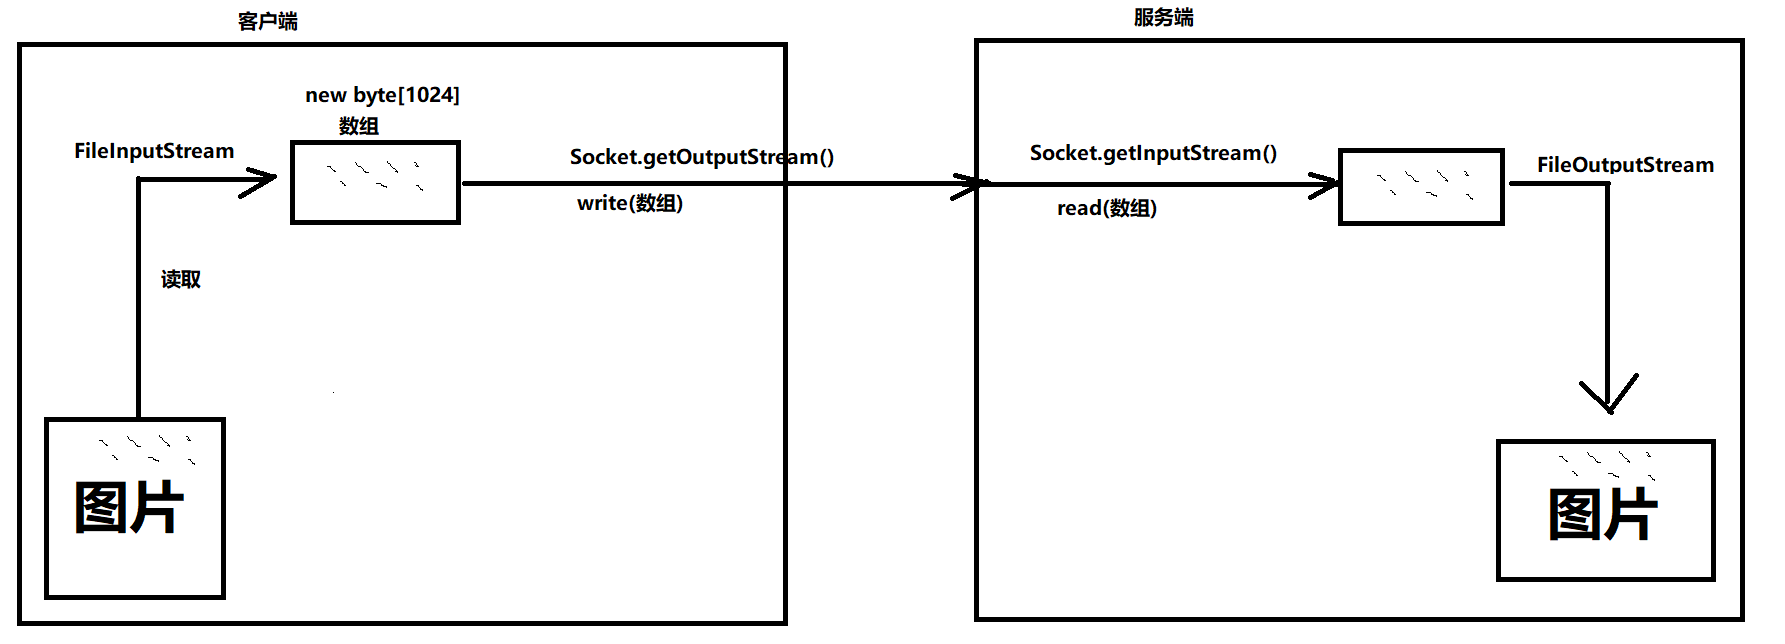 客户端
new byte[1024]
数组
FileInputStream
Socket.getOutputStream()
write(数组)
读取
图片
服务端
Socket.getInputStream()
read(数组)
FileOutputStream
图片